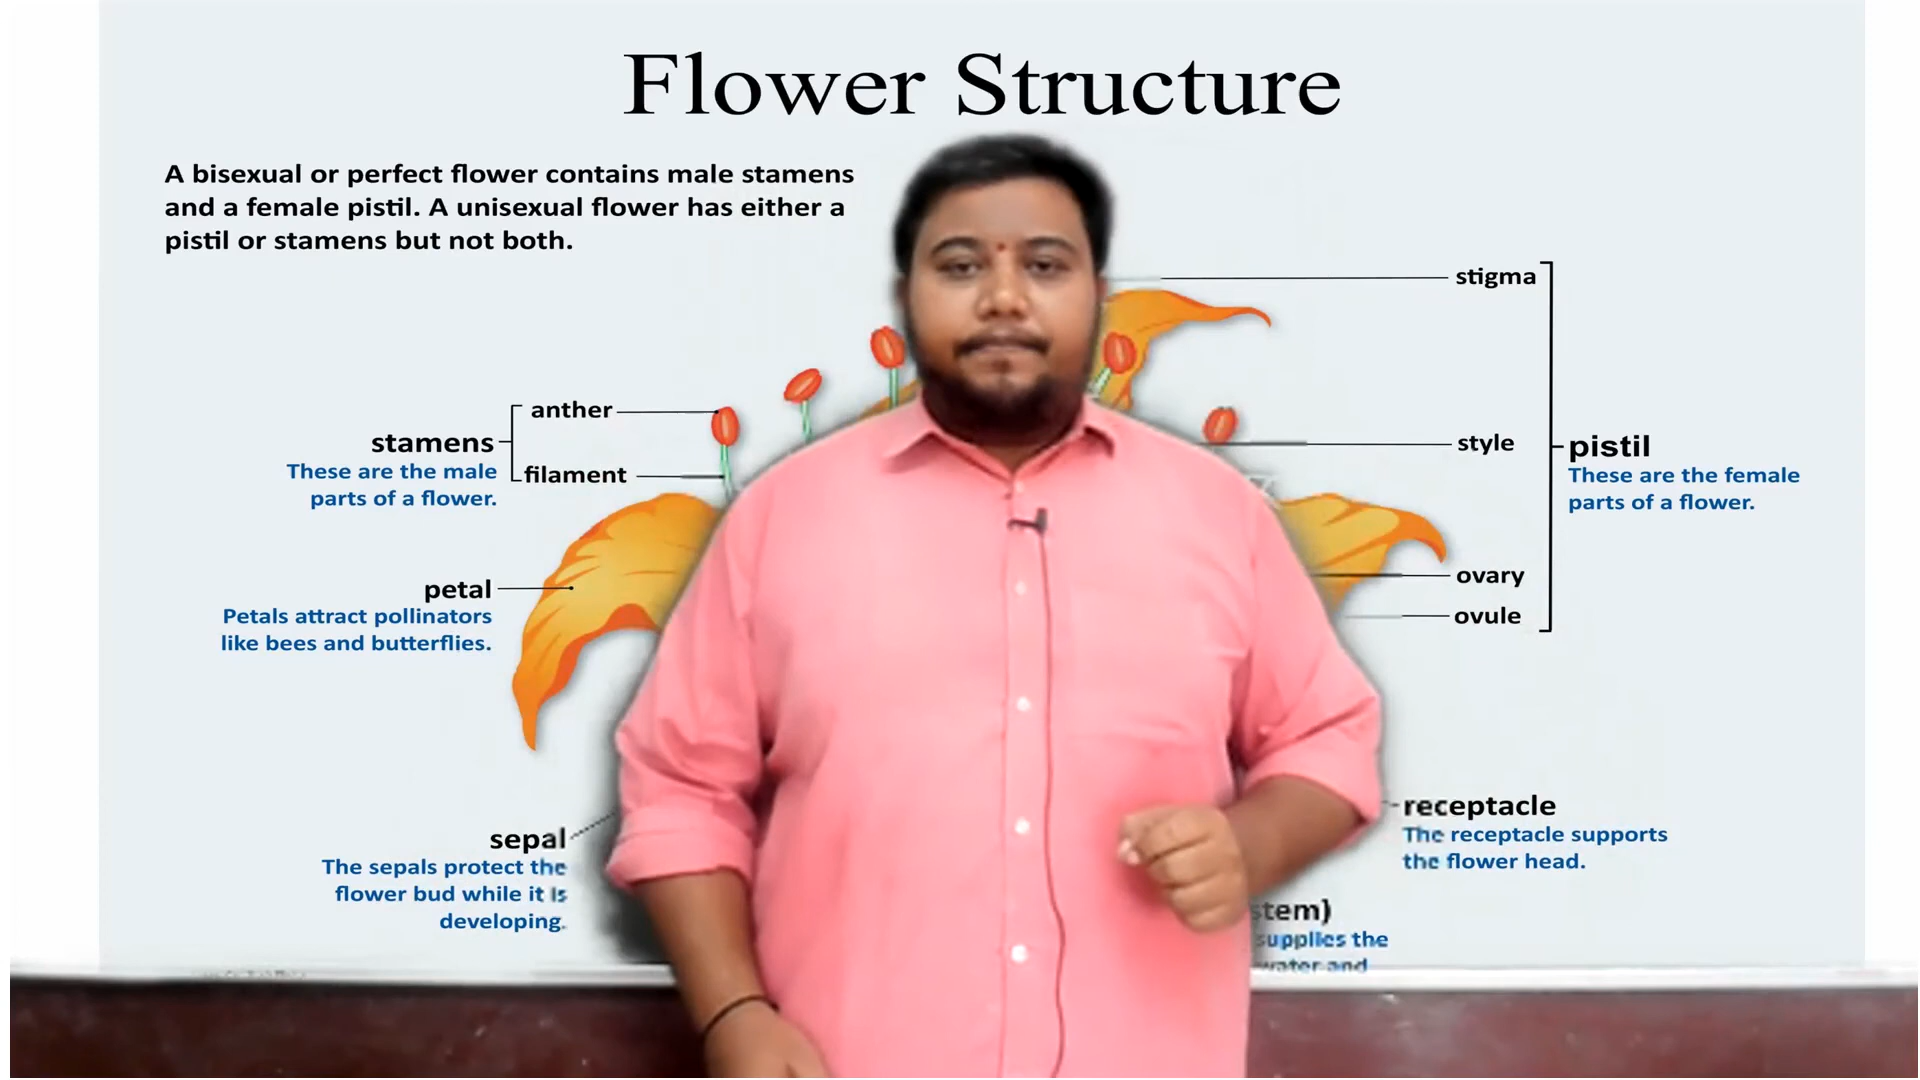 Flower Structure
A bisexual or perfect flower contains male stamens
and a female pistil. A unisexual flower has either a
pistil or stamens but not both.
stigma
anther
stamens
These are the male
parts of a flower.
filament
style
pistil
These are the female
parts of a flower.
petal
Petals attract pollinators
like bees and butterflies.
ovary
ovule
sepal
The sepals protect the
flower bud while it is
developing.
receptacle
The receptacle supports
the flower head.
stem)
supplies the
water and